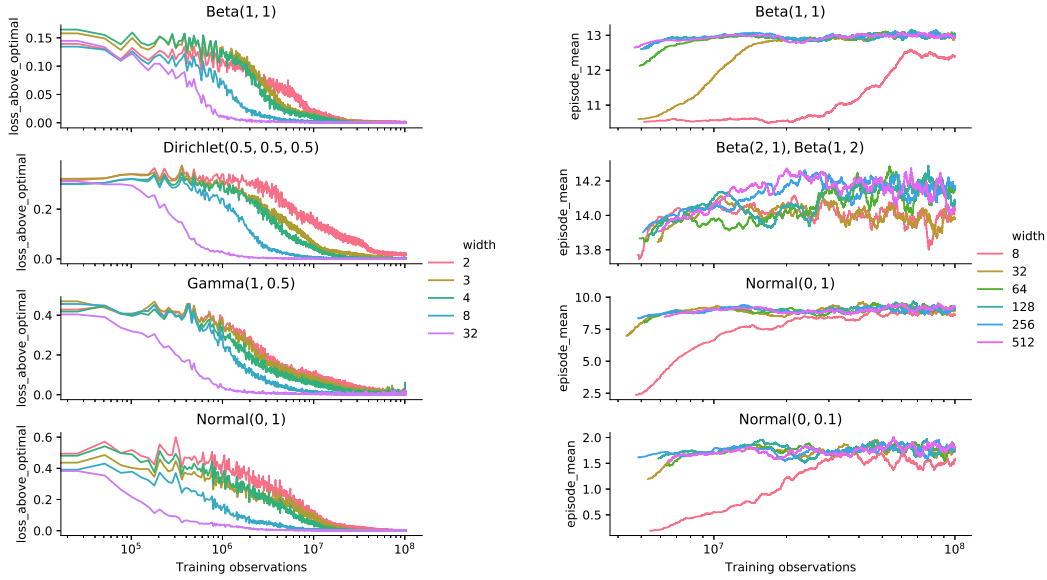 Beta(1, 1)
loss_above_optimal
0.15
0.10
0.05
0.00
Dirichlet(0.5, 0.5, 0.5)
loss_above_optimal
0.2
0.0
Gamma(1, 0.5)
loss_above_optimal
0.4
0.2
0.0
Normal(0, 1)
loss_above_optimal
0.6
0.4
0.2
0.0
10^5
10^6
10^7
10^8
Training observations
width
2
3
4
8
32
Beta(1, 1)
episode_mean
13
12
11
Beta(2, 1), Beta(1, 2)
episode_mean
14.2
14.0
13.8
Normal(0, 1)
episode_mean
10.0
7.5
5.0
2.5
Normal(0, 0.1)
episode_mean
2.0
1.5
1.0
0.5
10^7
10^8
Training observations
width
8
32
64
128
256
512